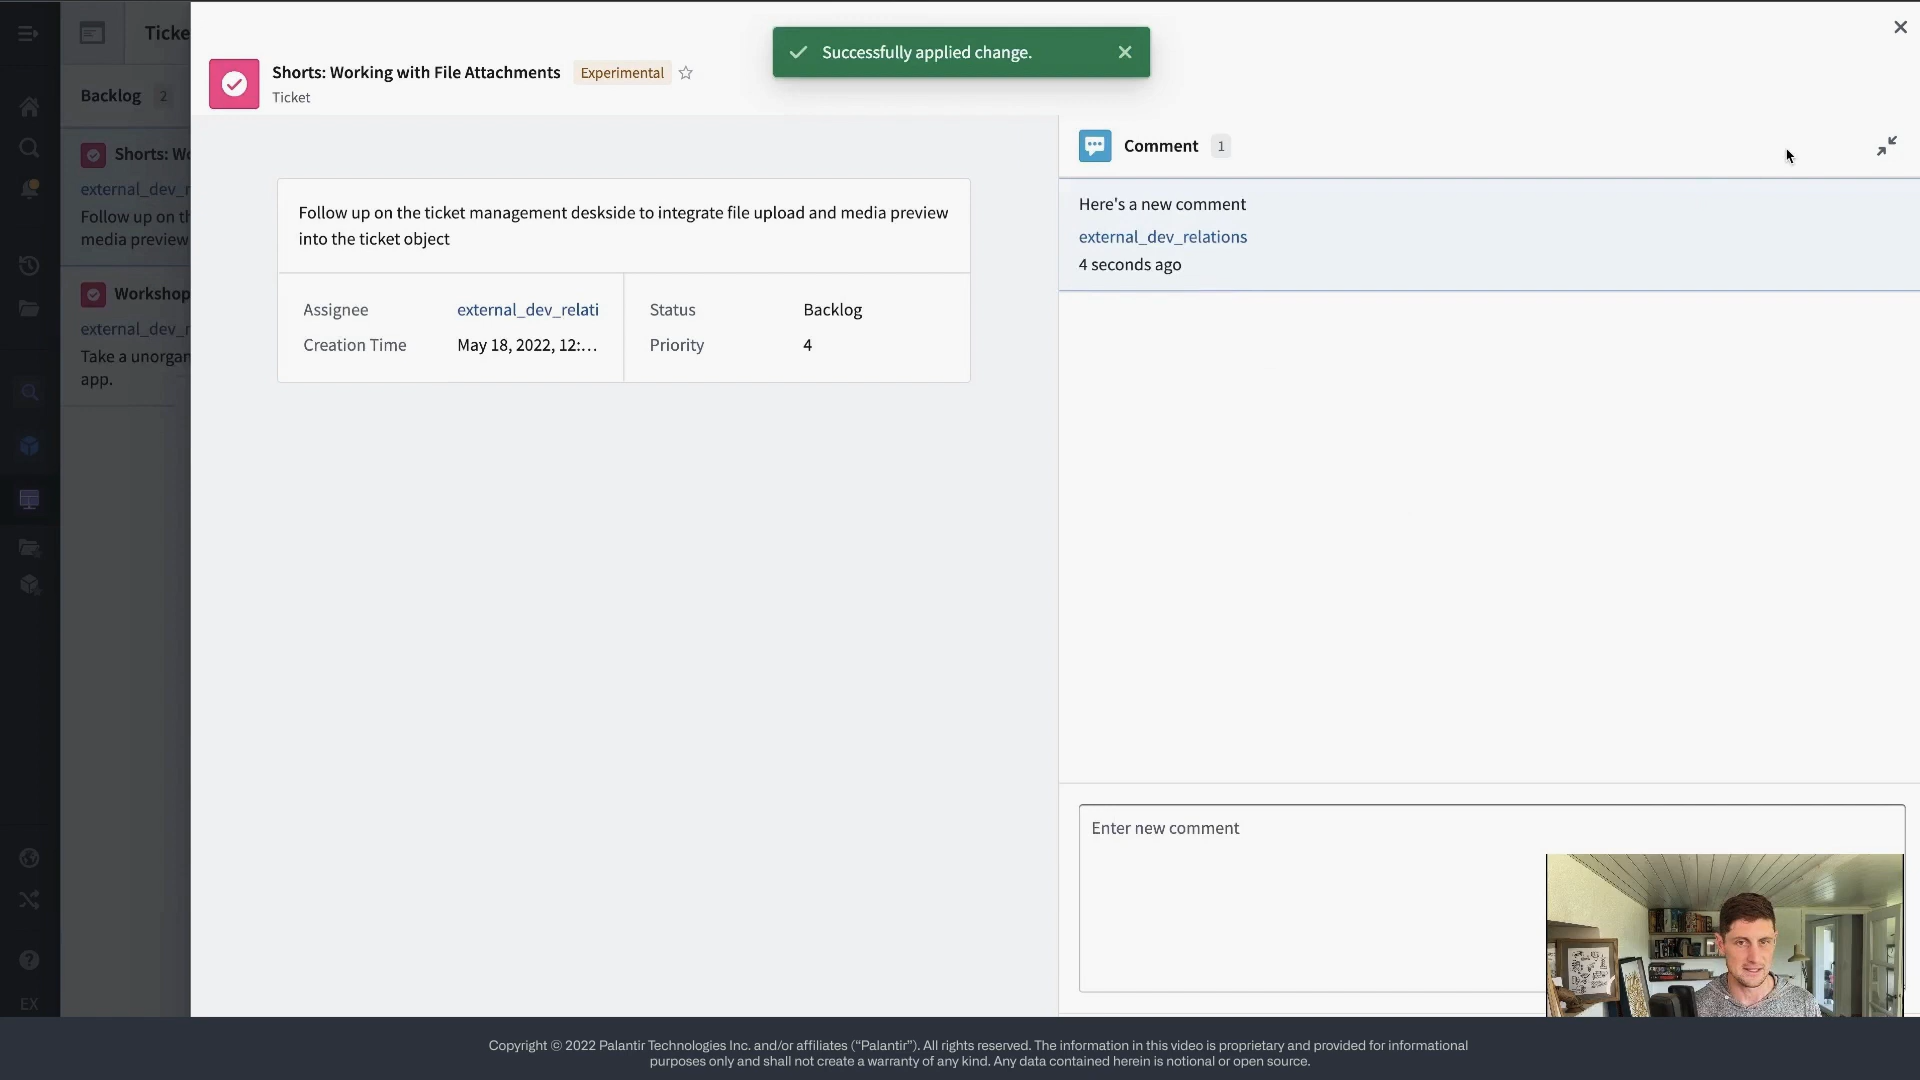 Ticke
Backlog 2
Shorts: Wo
external_dev_r
Follow up on th
media preview
Workshop
external_dev_r
Take a unorgan
app.
EX
Shorts: Working with File Attachments Experimental
Ticket
Successfully applied change.
Follow up on the ticket management deskside to integrate file upload and media preview
into the ticket object
Assignee external_dev_relati Status Backlog
Creation Time May 18, 2022, 12:... Priority 4
Comment 1
Here's a new comment
external_dev_relations
4 seconds ago
Enter new comment
Copyright © 2022 Palantir Technologies Inc. and/or affiliates (“Palantir”). All rights reserved. The information in this video is proprietary and provided for informational
purposes only and shall not create a warranty of any kind. Any data contained herein is notional or open source.